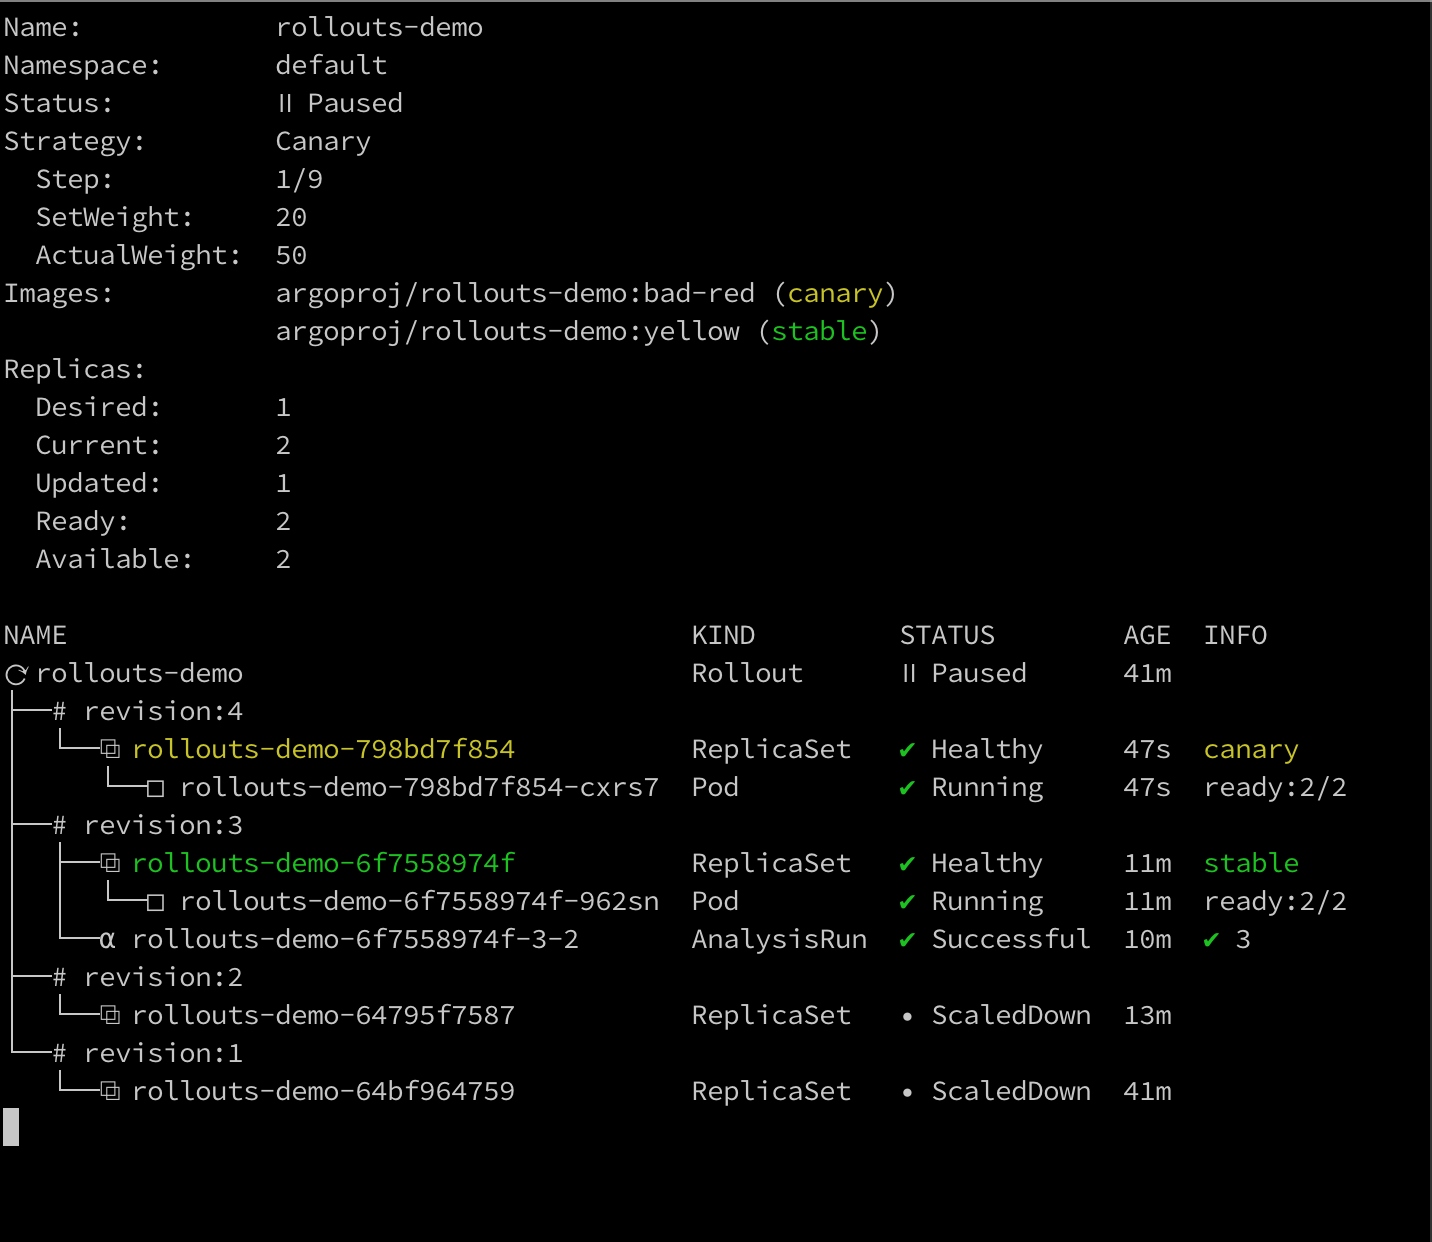 Name:            rollouts-demo
Namespace:       default
Status:          ॥ Paused
Strategy:        Canary
  Step:          1/9
  SetWeight:     20
  ActualWeight:  50
Images:          argoproj/rollouts-demo:bad-red (canary)
                 argoproj/rollouts-demo:yellow (stable)
Replicas:
  Desired:       1
  Current:       2
  Updated:       1
  Ready:         2
  Available:     2

NAME                                       KIND         STATUS        AGE  INFO
⟳ rollouts-demo                            Rollout      ॥ Paused      41m
├──# revision:4
│  └──⧉ rollouts-demo-798bd7f854           ReplicaSet   ✔ Healthy     47s  canary
│     └──□ rollouts-demo-798bd7f854-cxrs7  Pod          ✔ Running     47s  ready:2/2
├──# revision:3
│  ├──⧉ rollouts-demo-6f7558974f           ReplicaSet   ✔ Healthy     11m  stable
│  │  └──□ rollouts-demo-6f7558974f-962sn  Pod          ✔ Running     11m  ready:2/2
│  └──α rollouts-demo-6f7558974f-3-2       AnalysisRun  ✔ Successful  10m  ✔ 3
├──# revision:2
│  └──⧉ rollouts-demo-64795f7587           ReplicaSet   • ScaledDown  13m
└──# revision:1
   └──⧉ rollouts-demo-64bf964759           ReplicaSet   • ScaledDown  41m